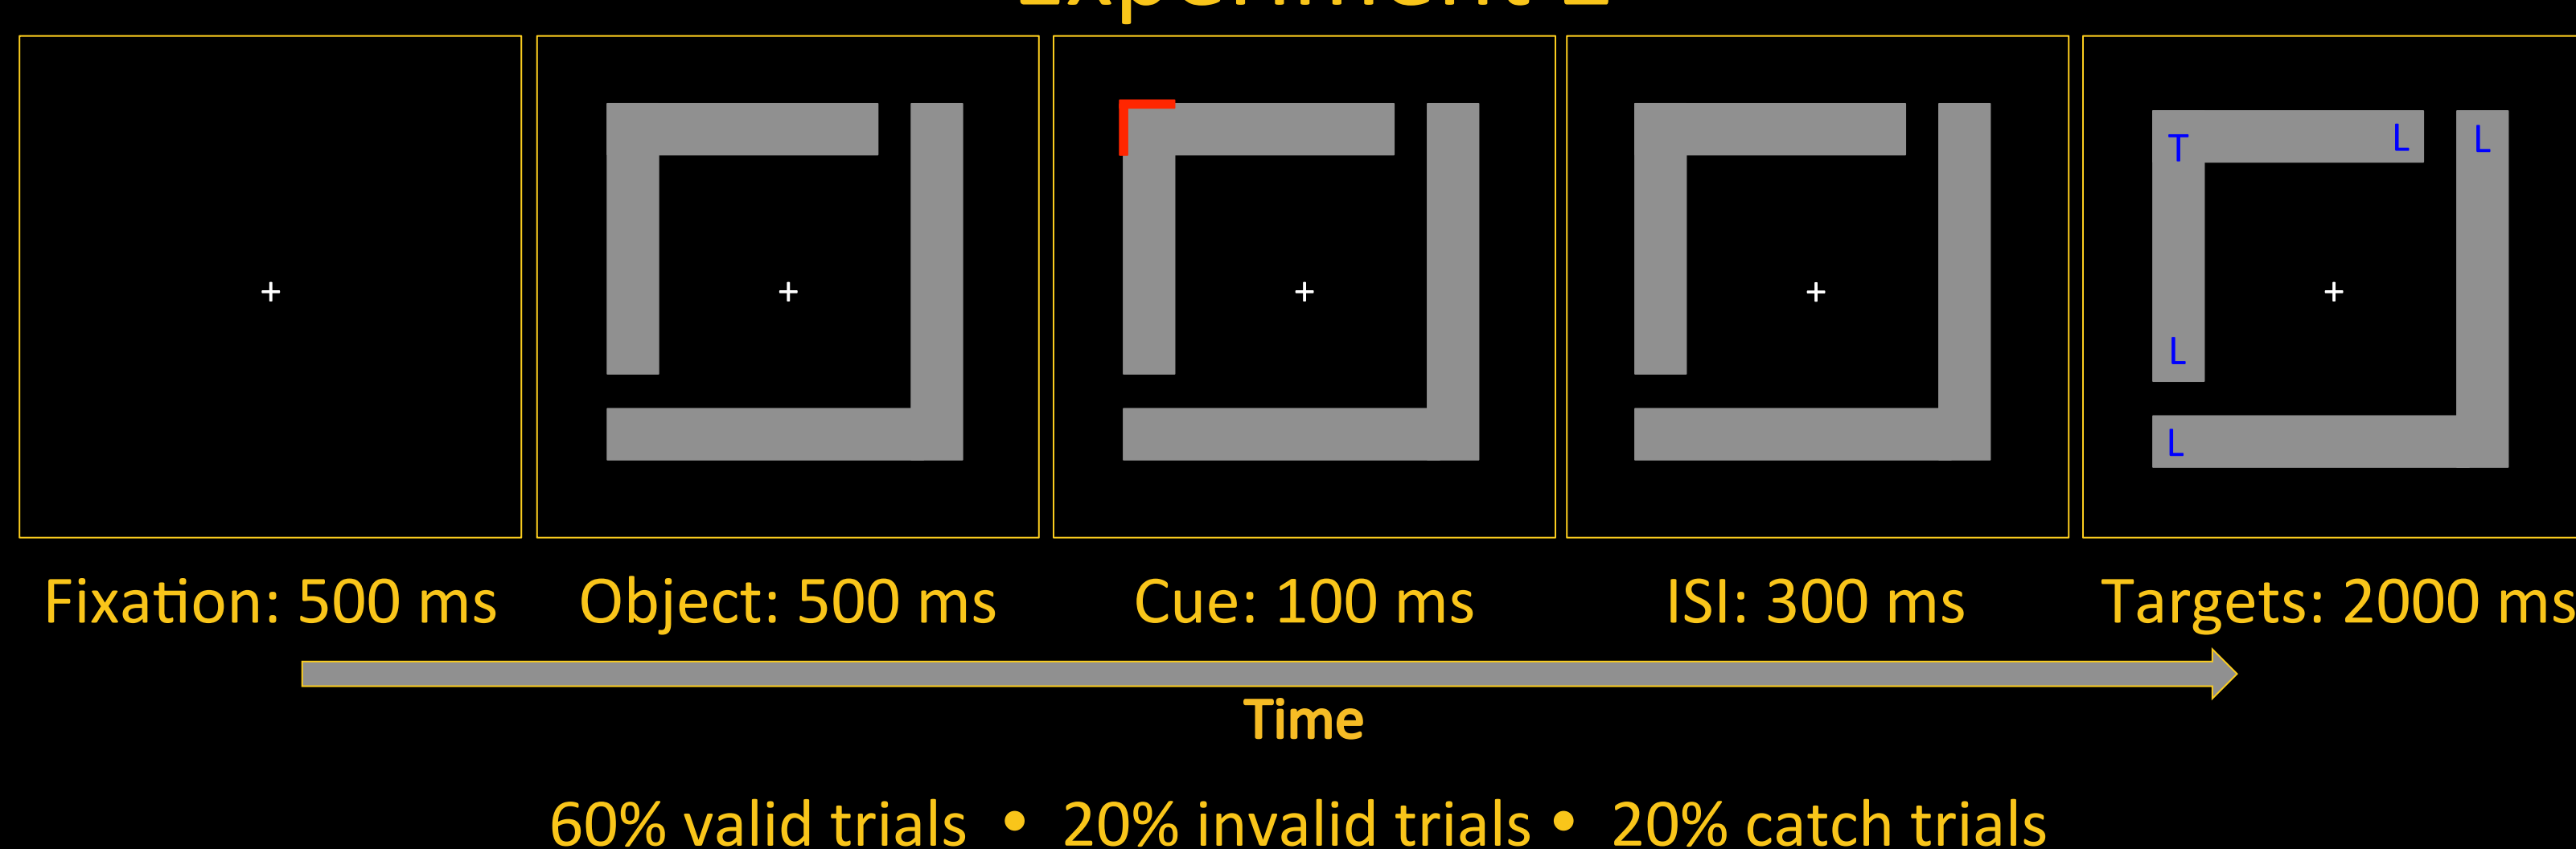 + + + + +
T L L
L
L
Fixation: 500 ms Object: 500 ms Cue: 100 ms ISI: 300 ms Targets: 2000 ms
Time
60% valid trials • 20% invalid trials • 20% catch trials